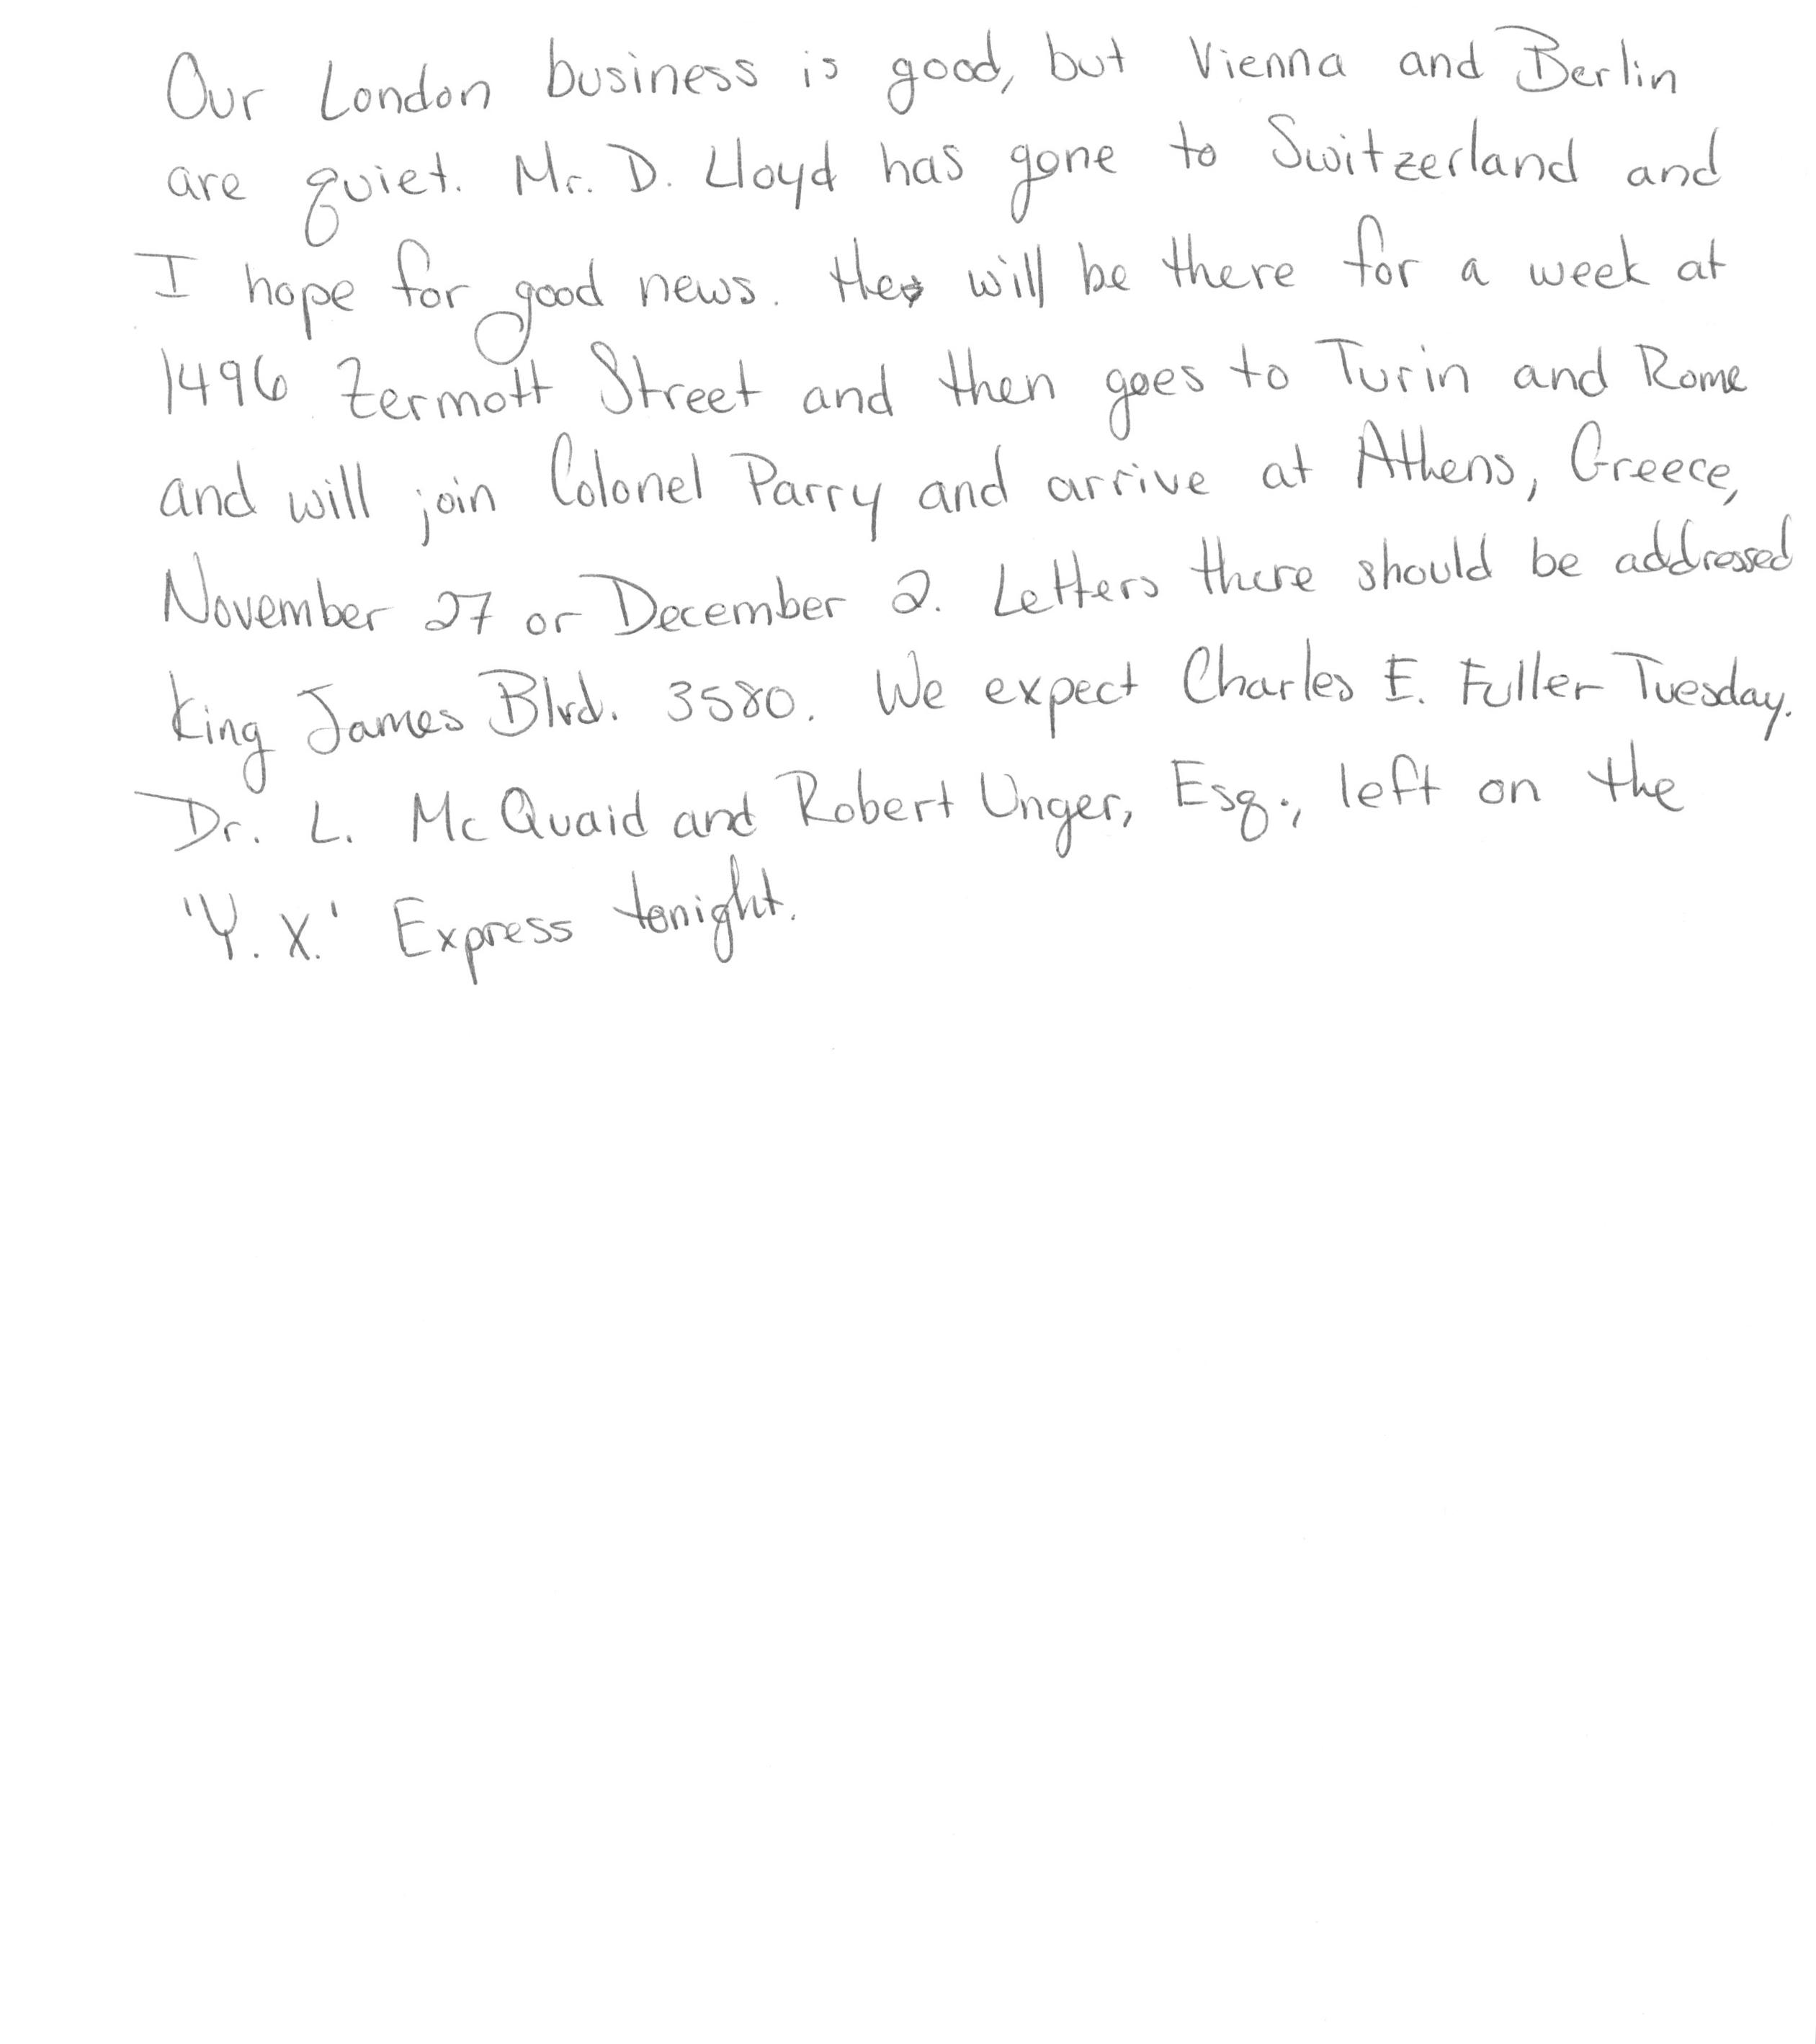 Our London business is good, but Vienna and Berlin
are quiet. Mr. D. Lloyd has gone to Switzerland and
I hope for good news. He will be there for a week at
1496 Zermott Street and then goes to Turin and Rome
and will join Colonel Parry and arrive at Athens, Greece,
November 27 or December 2. Letters there should be addressed
King James Blvd. 3580. We expect Charles E. Fuller Tuesday.
Dr. L. McQuaid and Robert Unger, Esq., left on the
'Y. X.' Express tonight.